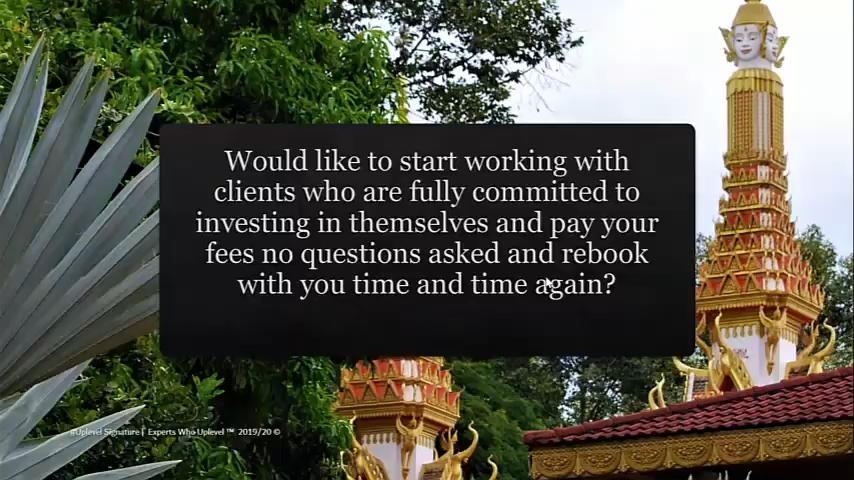 Would like to start working with
clients who are fully committed to
investing in themselves and pay your
fees no questions asked and rebook
with you time and time again?
#Uplevel Signature | Experts Who Uplevel ™ 2019/20 ©